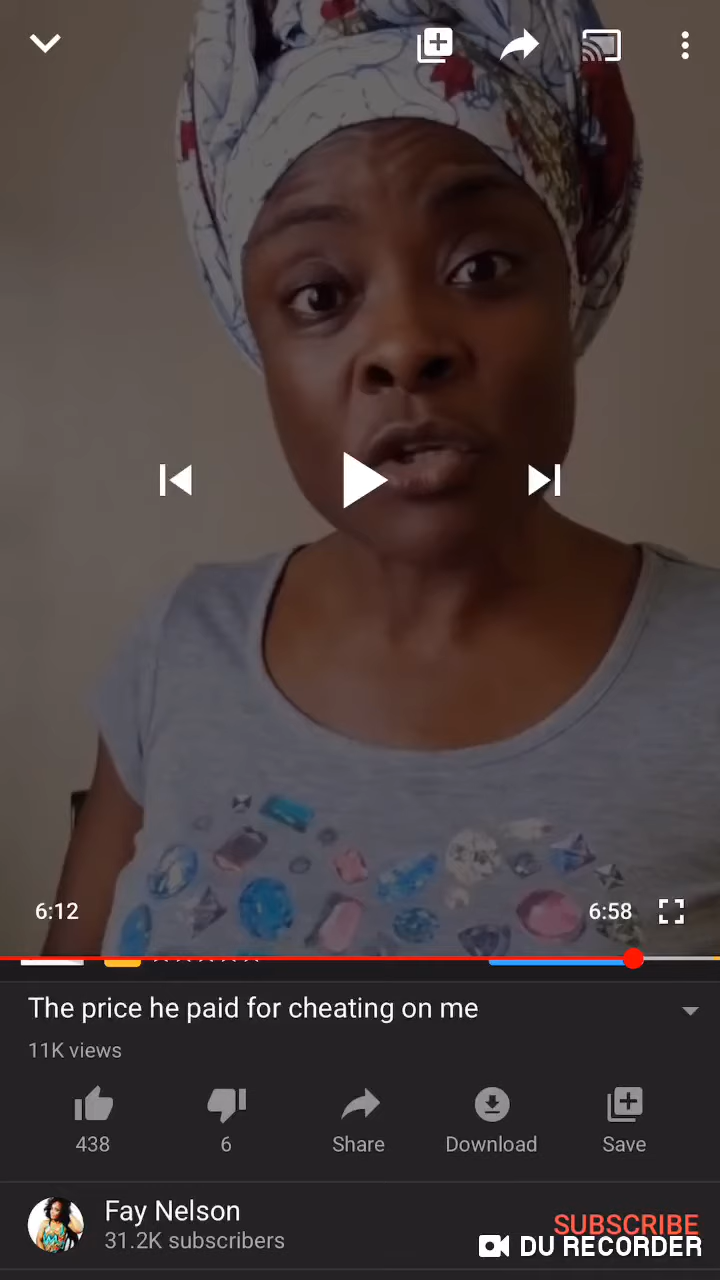 6:12
6:58
The price he paid for cheating on me
11K views
438
6
Share
Download
Save
Fay Nelson
31.2K subscribers
SUBSCRIBE
DU RECORDER